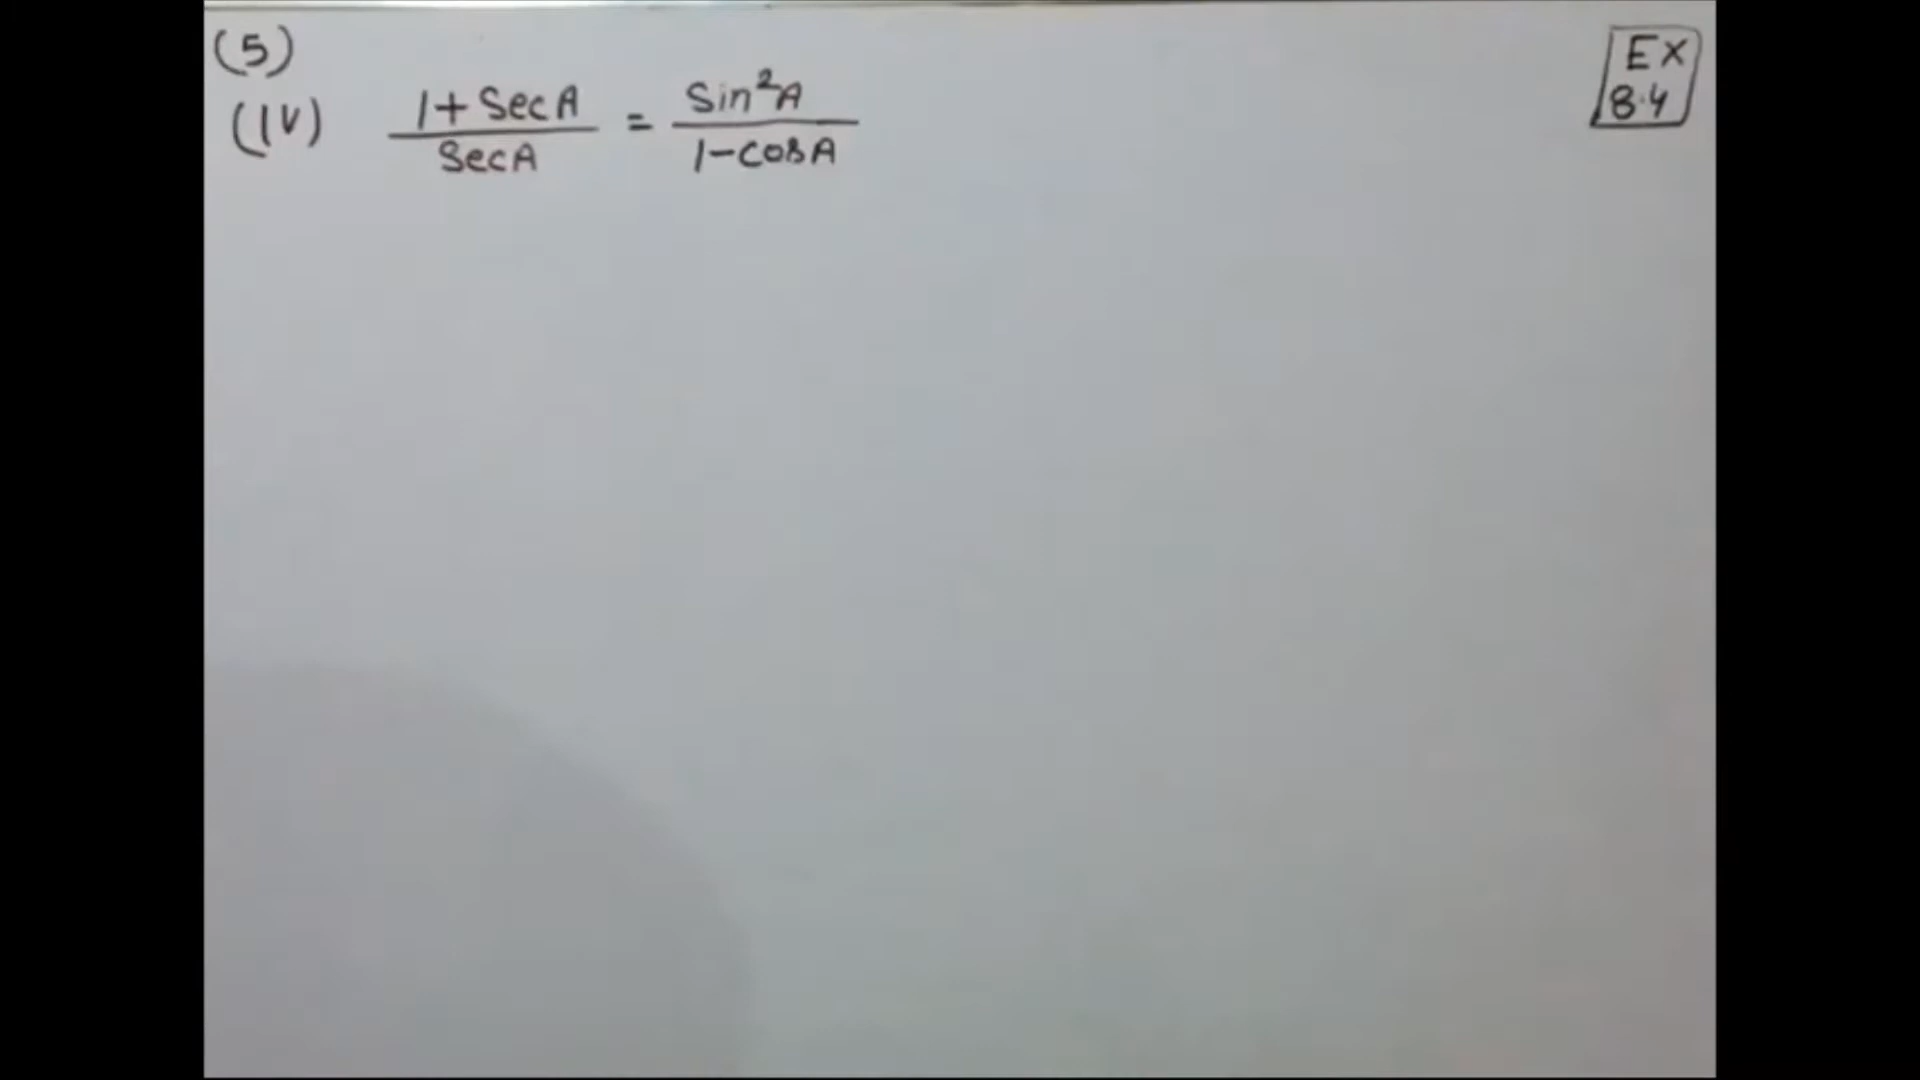 (5)
(IV) 1+SecA / SecA = Sin²A / 1-cosA
EX
8.4